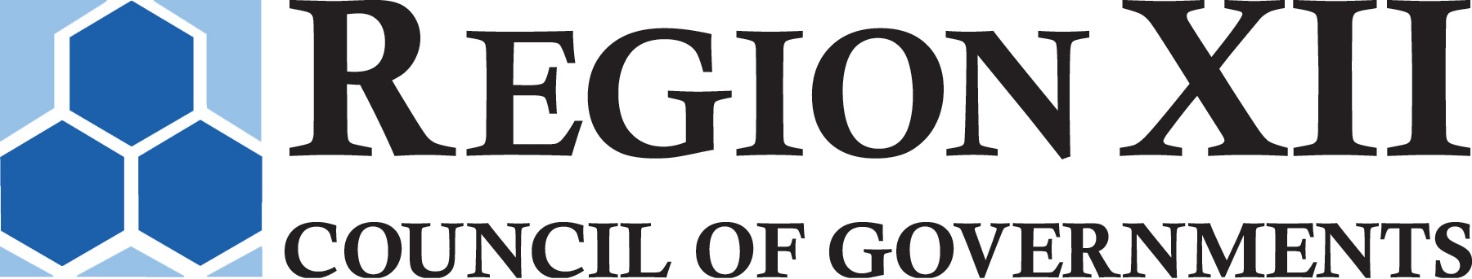 REGION XII
COUNCIL OF GOVERNMENTS